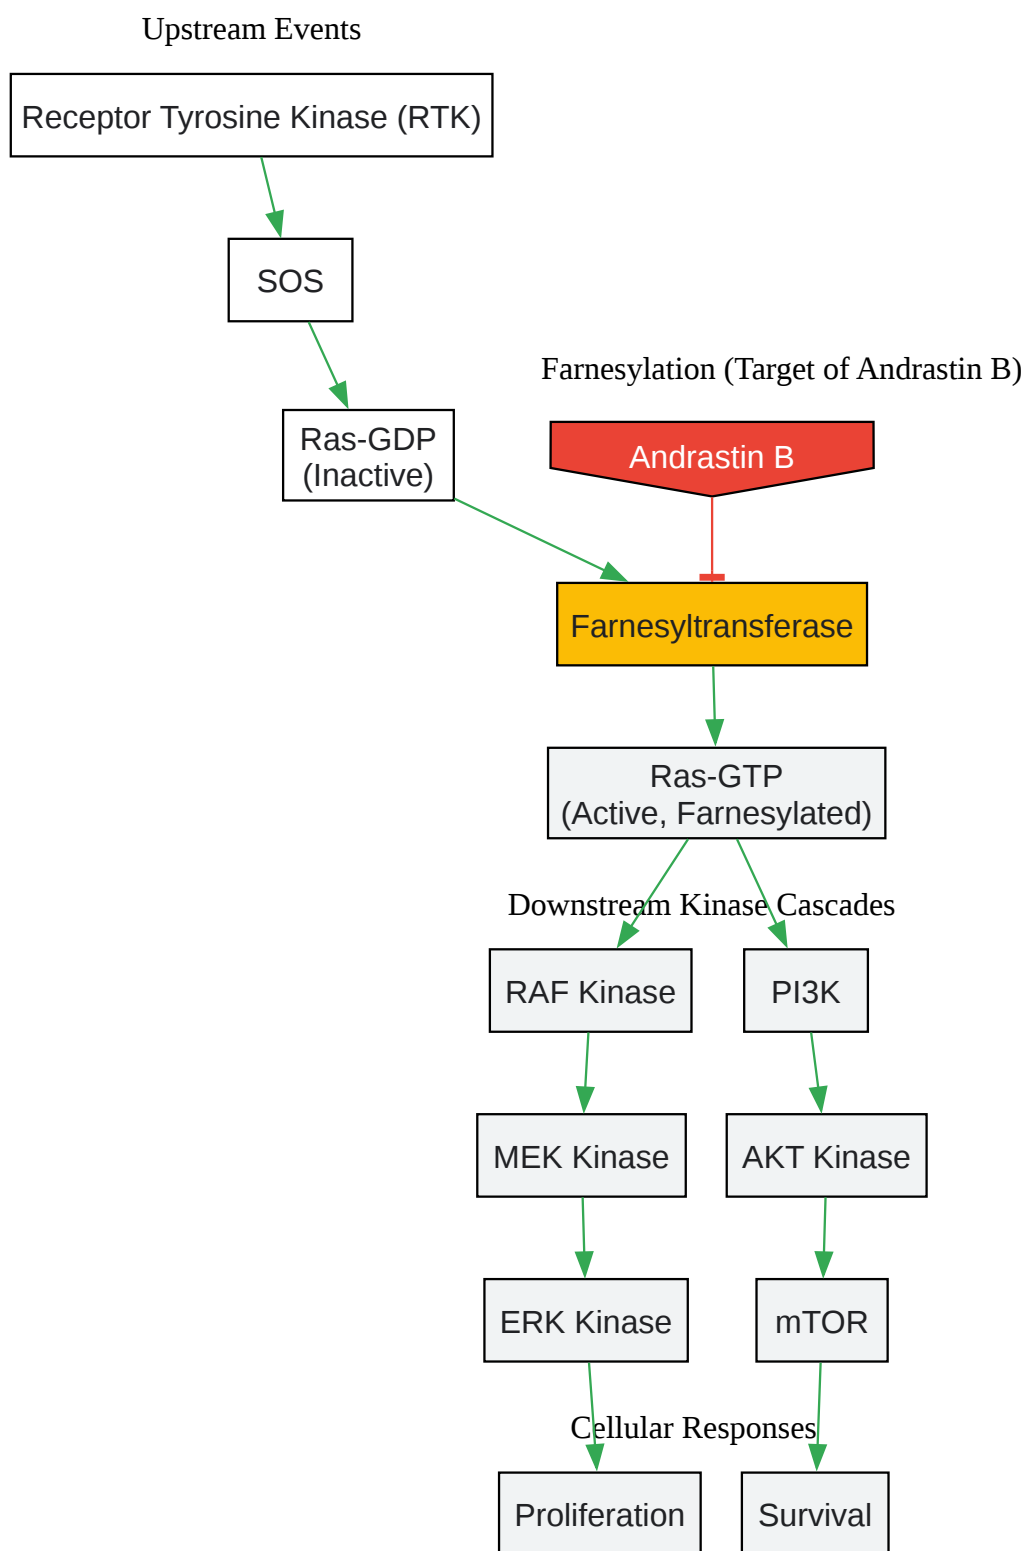 Upstream Events
Receptor Tyrosine Kinase (RTK)
SOS
Farnesylation (Target of Andrastin B)
Ras-GDP
(Inactive)
Andrastin B
Farnesyltransferase
Ras-GTP
(Active, Farnesylated)
Downstream Kinase Cascades
RAF Kinase
PI3K
MEK Kinase
AKT Kinase
ERK Kinase
mTOR
Cellular Responses
Proliferation
Survival